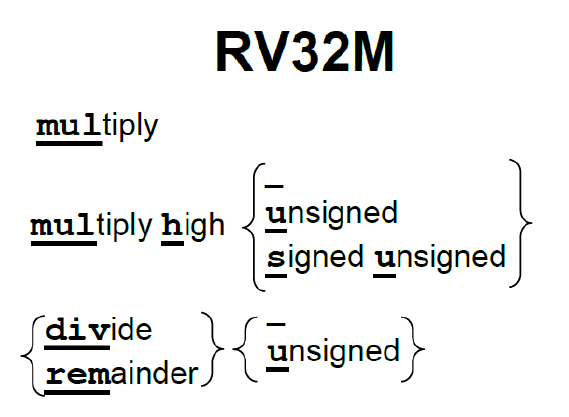 RV32M
multiply
multiply high { _
unsigned
signed unsigned }
{ divide
remainder } { _
unsigned }